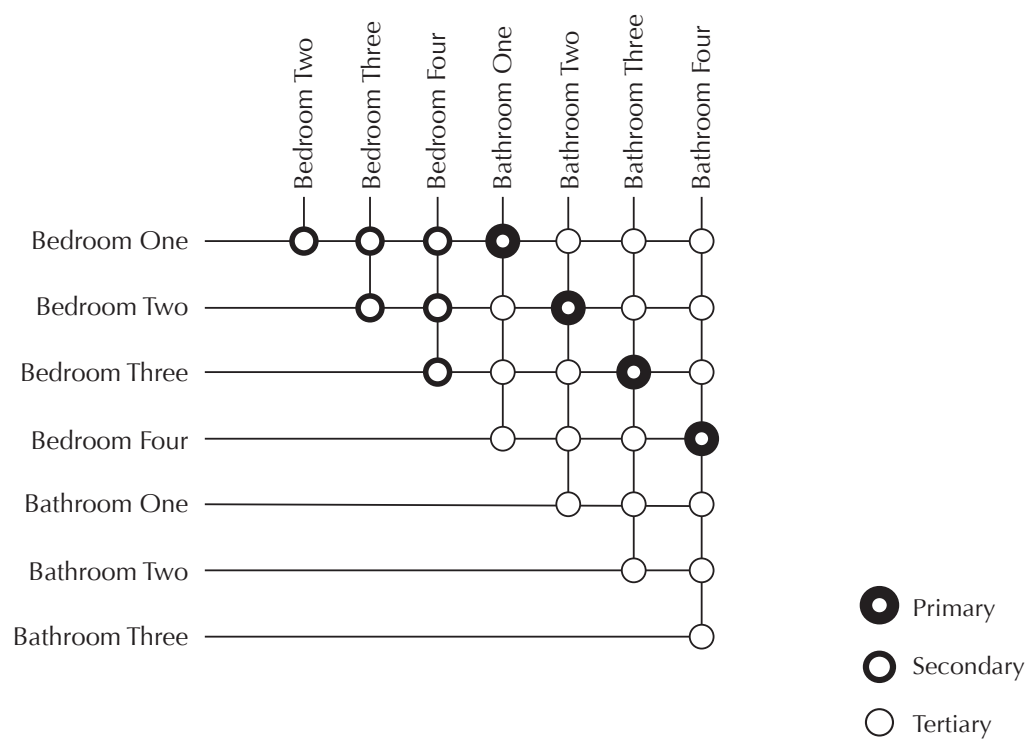 Bedroom Two
Bedroom Three
Bedroom Four
Bathroom One
Bathroom Two
Bathroom Three
Bathroom Four
Bedroom One
Bedroom Two
Bedroom Three
Bedroom Four
Bathroom One
Bathroom Two
Bathroom Three
Primary
Secondary
Tertiary